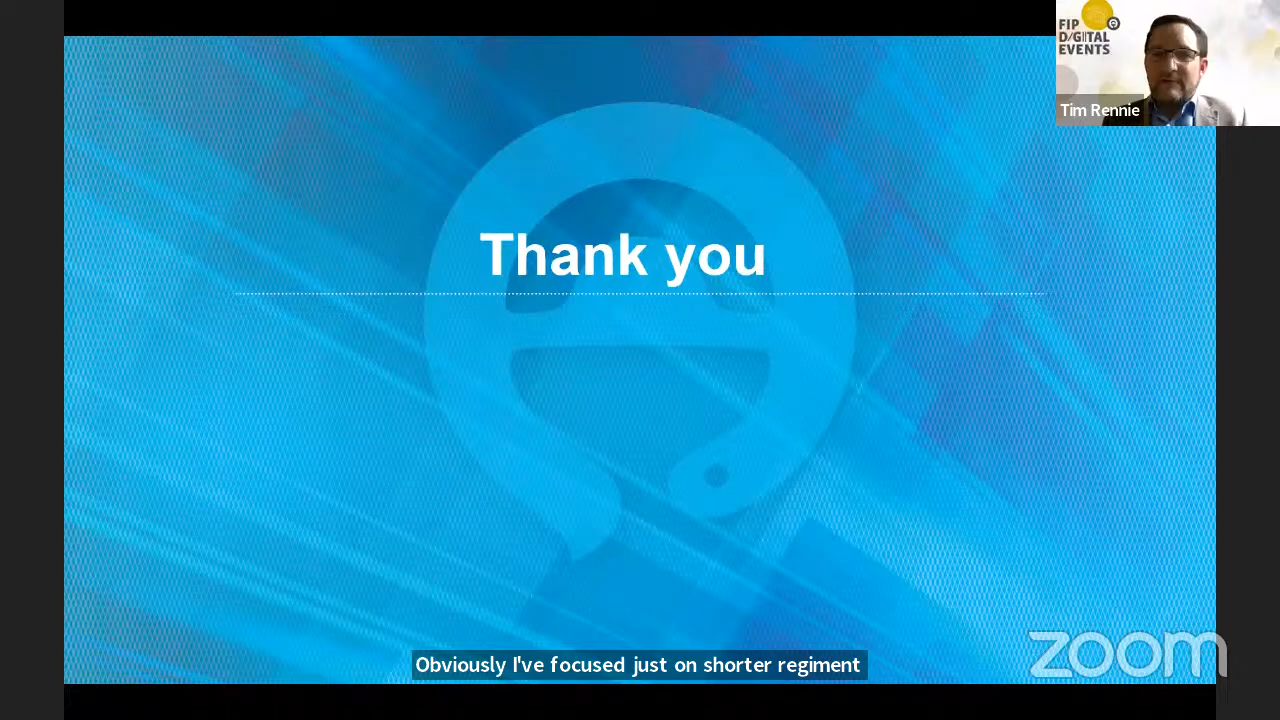 FIP
DIGITAL
EVENTS
Tim Rennie
Thank you
Obviously I've focused just on shorter regiment
zoom